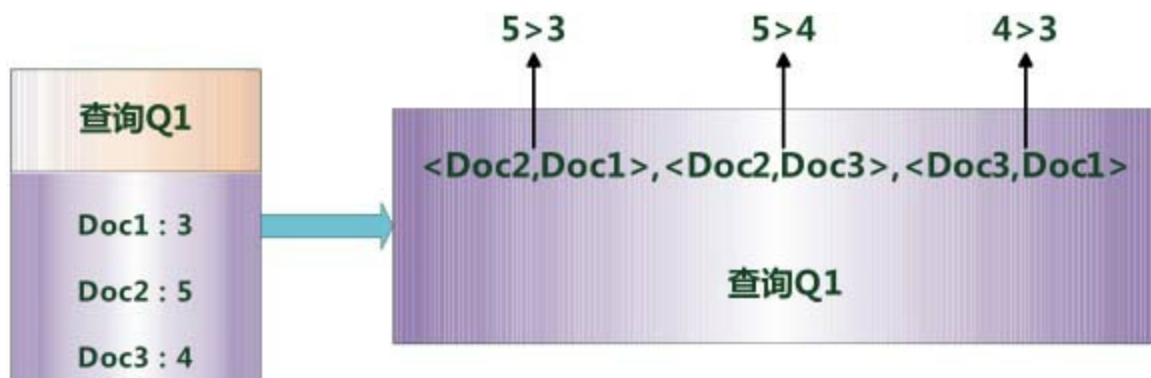 查询Q1
Doc1：3
Doc2：5
Doc3：4
5>3 5>4 4>3
<Doc2,Doc1>,<Doc2,Doc3>,<Doc3,Doc1>
查询Q1